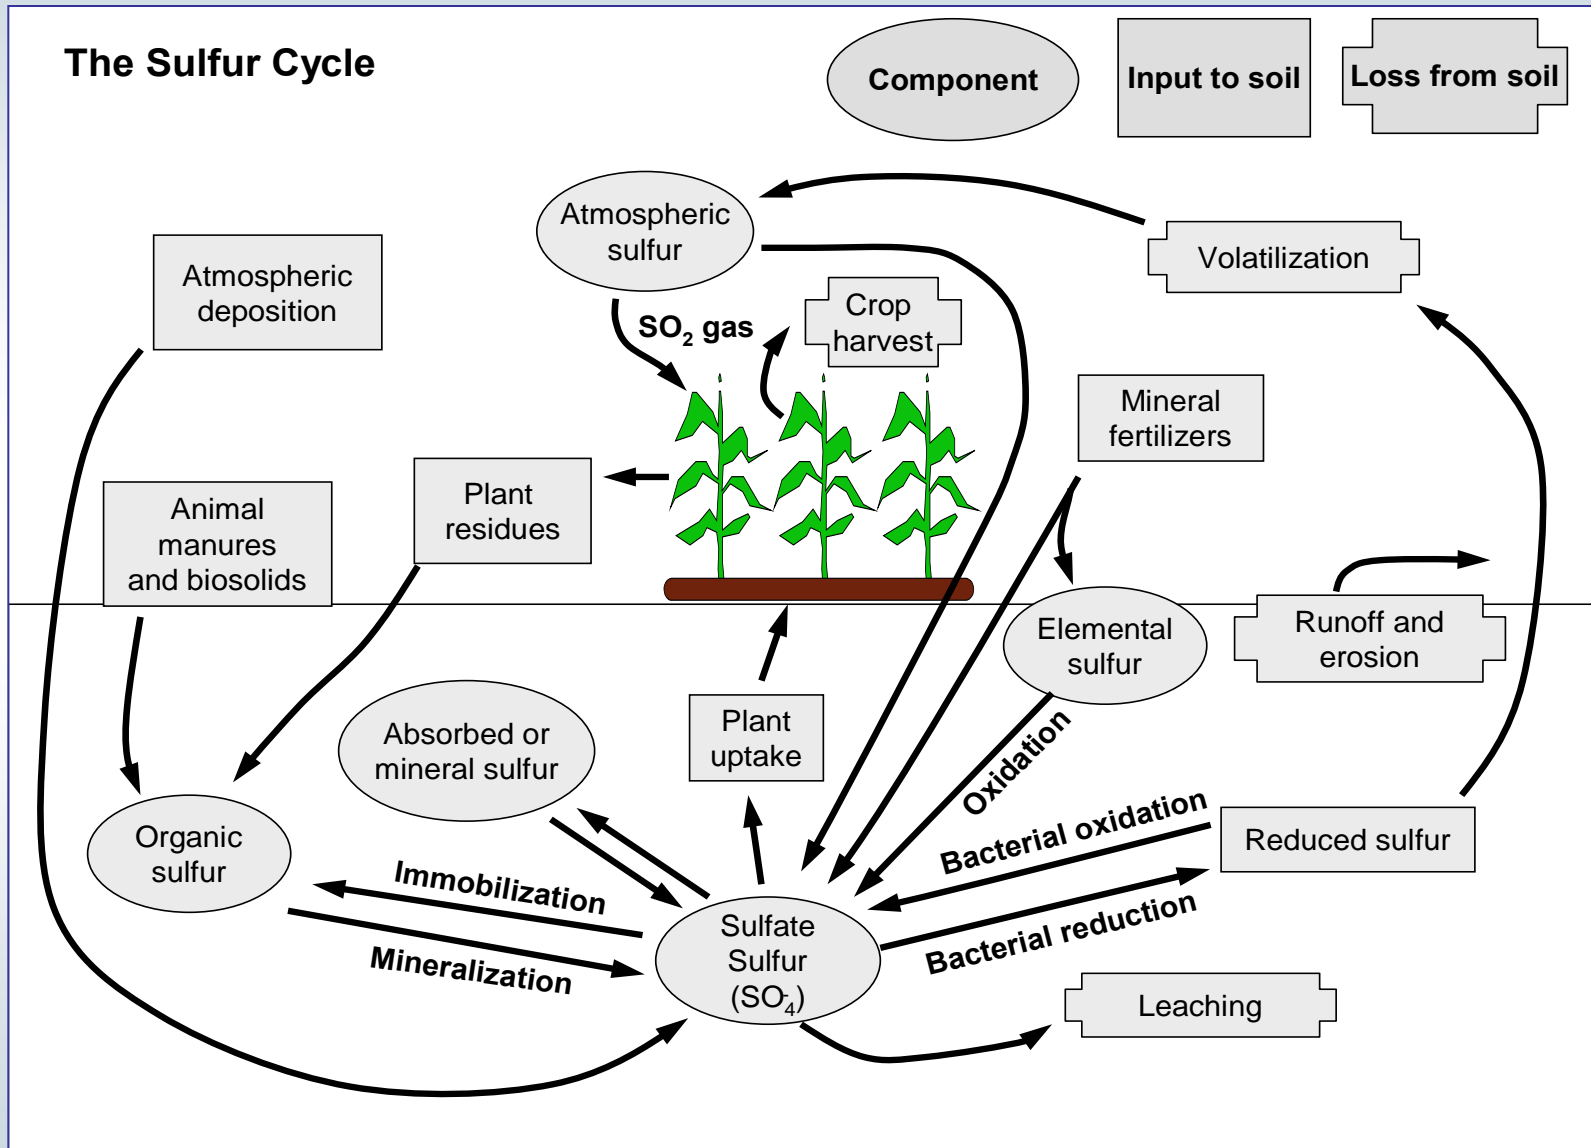 The Sulfur Cycle
Component
Input to soil
Loss from soil
Atmospheric
sulfur
Volatilization
Atmospheric
deposition
SO2 gas
Crop
harvest
Mineral
fertilizers
Plant
residues
Animal
manures
and biosolids
Elemental
sulfur
Runoff and
erosion
Absorbed or
mineral sulfur
Plant
uptake
Oxidation
Bacterial oxidation
Reduced sulfur
Organic
sulfur
Immobilization
Mineralization
Sulfate
Sulfur
(SO4-)
Bacterial reduction
Leaching